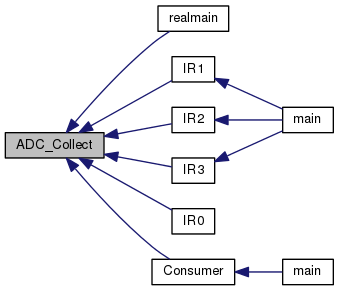 realmain
IR1
IR2
main
ADC_Collect
IR3
IR0
Consumer
main